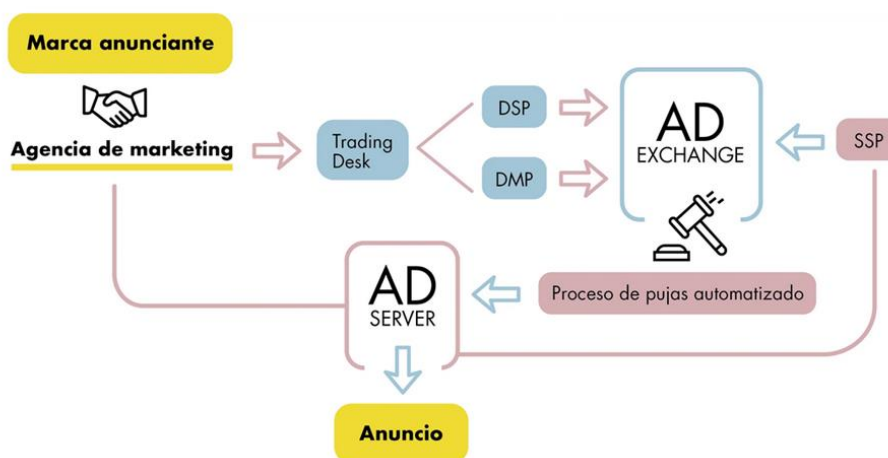 Marca anunciante
Agencia de marketing
Trading
Desk
DSP
DMP
AD
EXCHANGE
SSP
Proceso de pujas automatizado
AD
SERVER
Anuncio